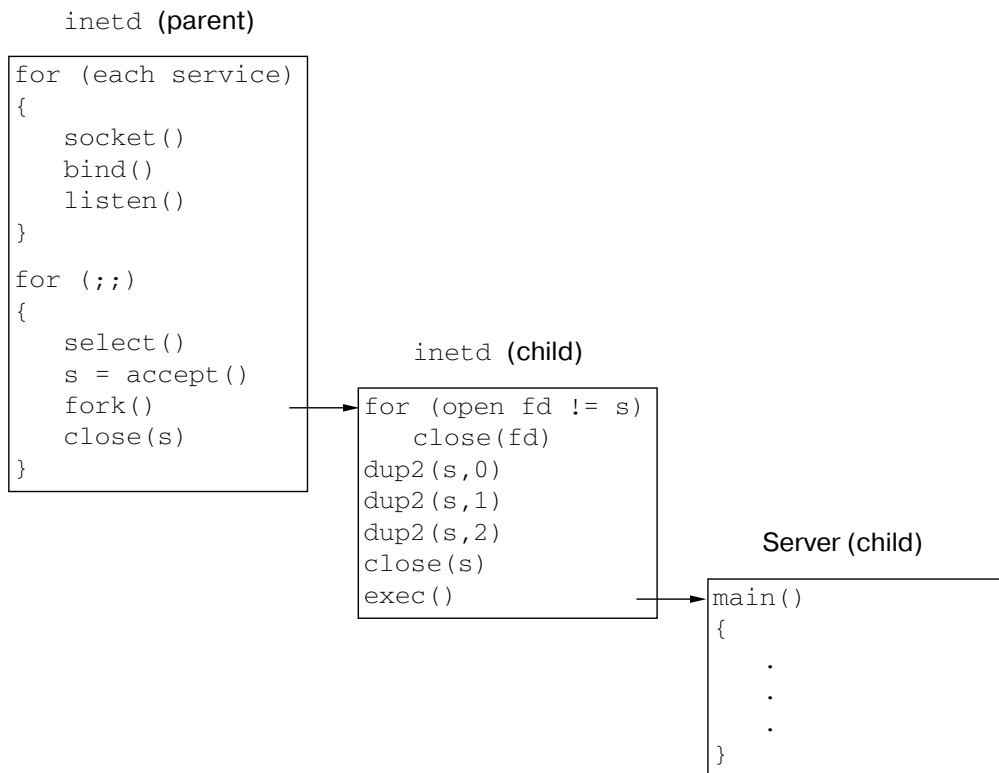 inetd (parent)
for (each service)
{
socket()
bind()
listen()
}
for (;;)
{
select()
s = accept()
fork()
close(s)
}
inetd (child)
for (open fd != s)
close(fd)
dup2(s,0)
dup2(s,1)
dup2(s,2)
close(s)
exec()
Server (child)
main()
{
.
.
.
}